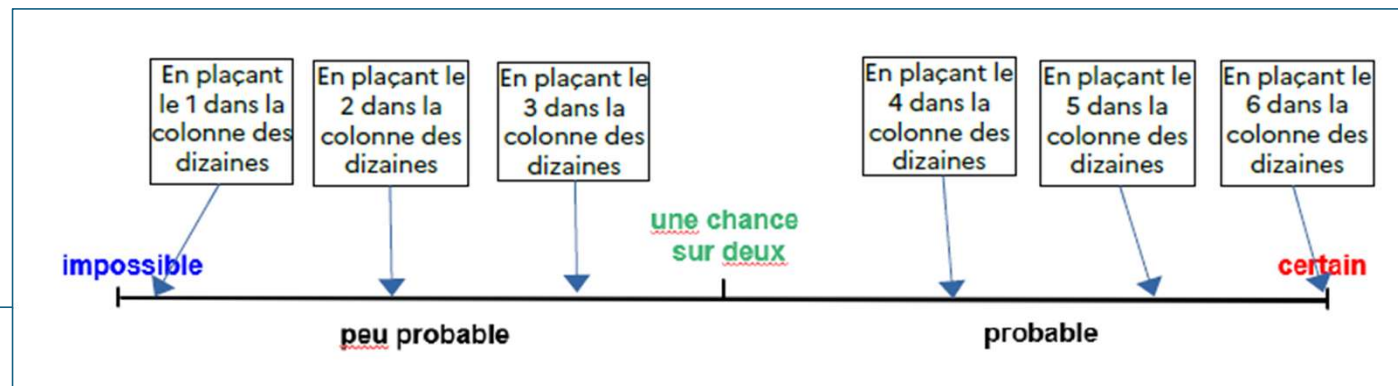 En plaçant
le 1 dans la
colonne des
dizaines
En plaçant le
2 dans la
colonne des
dizaines
En plaçant le
3 dans la
colonne des
dizaines
En plaçant le
4 dans la
colonne des
dizaines
En plaçant le
5 dans la
colonne des
dizaines
En plaçant le
6 dans la
colonne des
dizaines
une chance
sur deux
impossible
certain
peu probable
probable